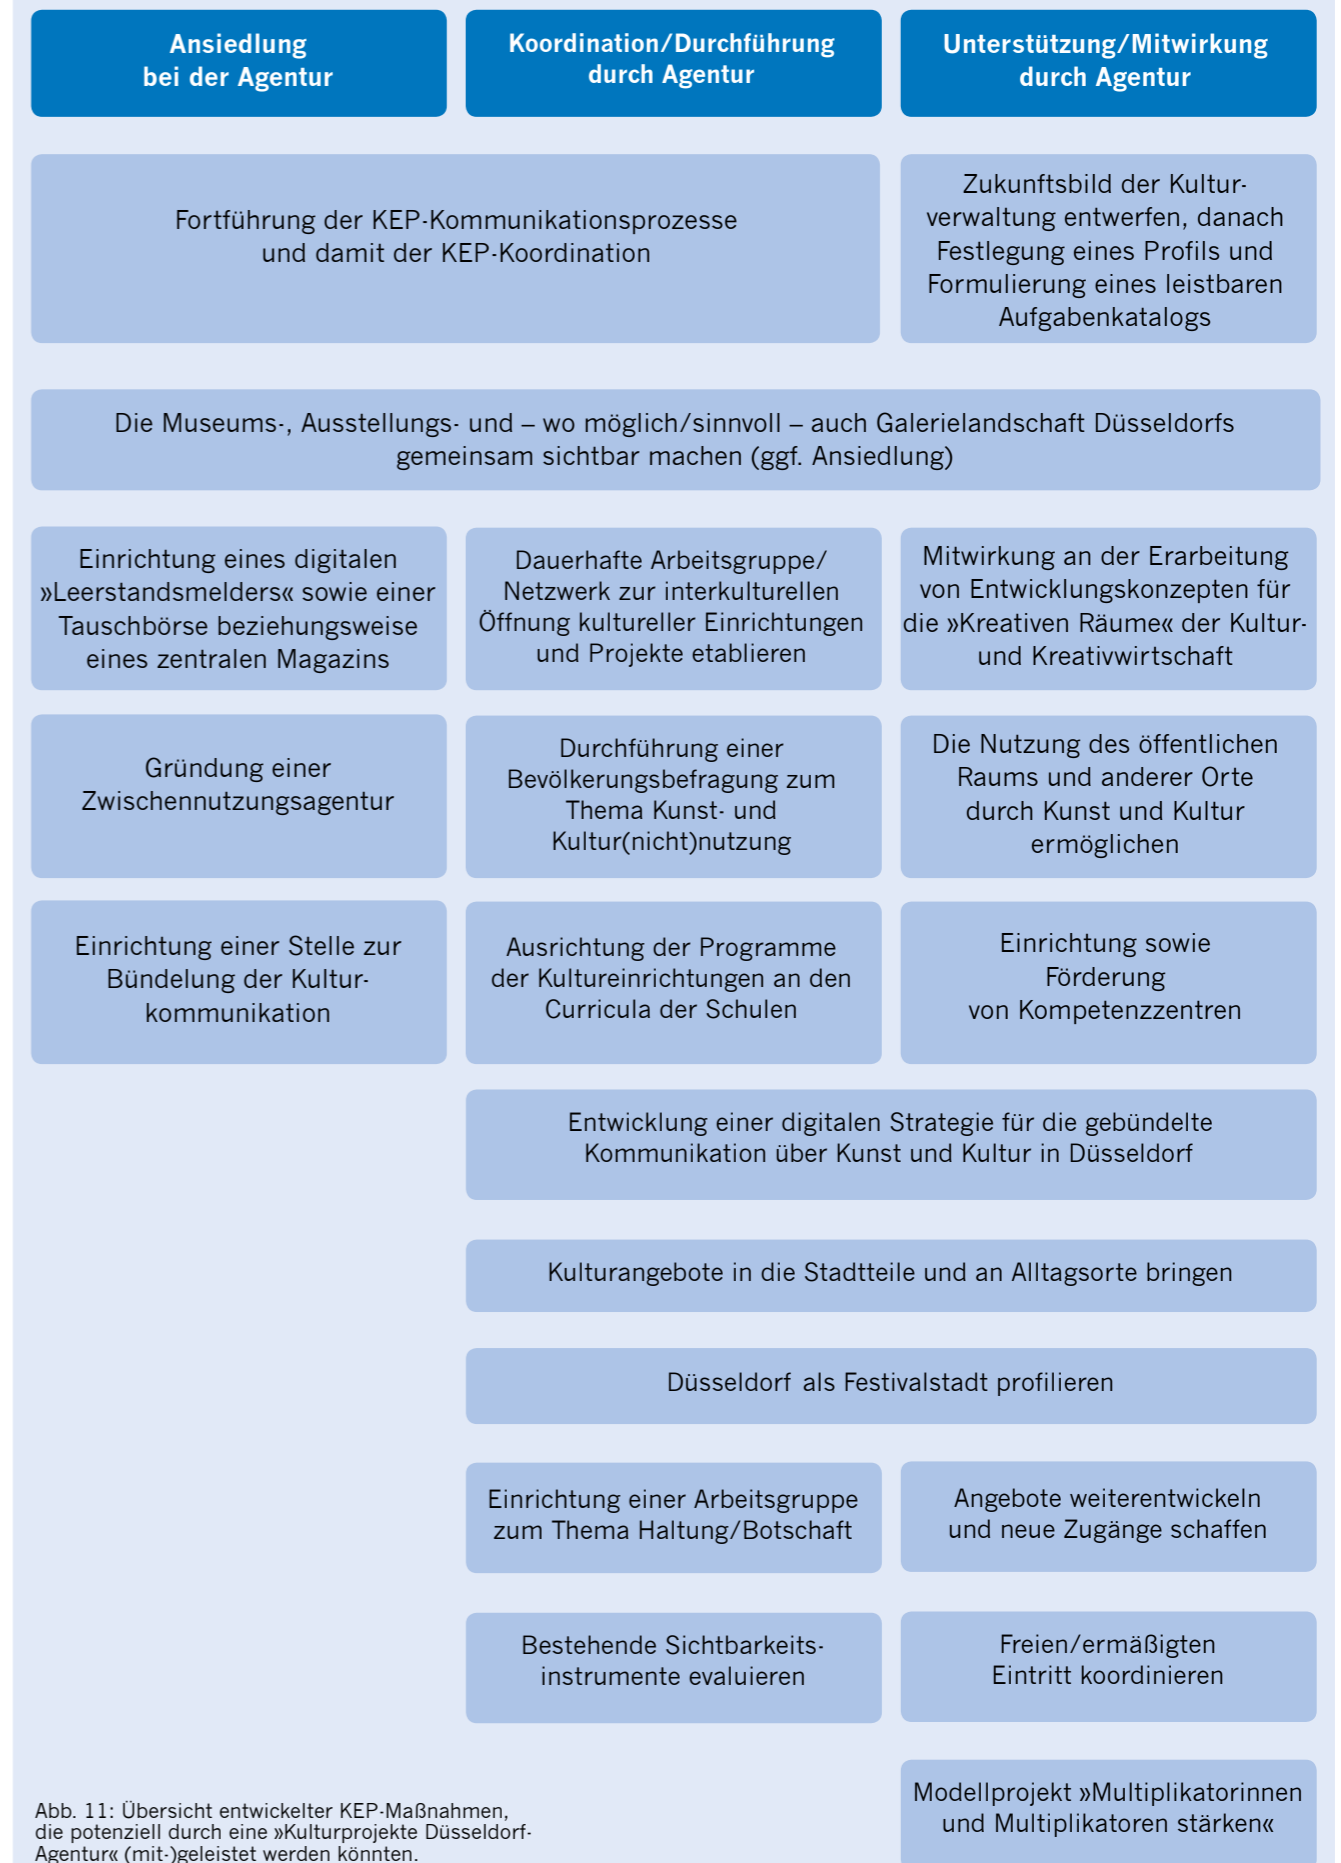 Ansiedlung
bei der Agentur
Koordination/Durchführung
durch Agentur
Unterstützung/Mitwirkung
durch Agentur
Fortführung der KEP-Kommunikationsprozesse
und damit der KEP-Koordination
Zukunftsbild der Kultur-
verwaltung entwerfen, danach
Festlegung eines Profils und
Formulierung eines leistbaren
Aufgabenkatalogs
Die Museums-, Ausstellungs- und – wo möglich/sinnvoll – auch Galerielandschaft Düsseldorfs
gemeinsam sichtbar machen (ggf. Ansiedlung)
Einrichtung eines digitalen
»Leerstandsmelders« sowie einer
Tauschbörse beziehungsweise
eines zentralen Magazins
Dauerhafte Arbeitsgruppe/
Netzwerk zur interkulturellen
Öffnung kultureller Einrichtungen
und Projekte etablieren
Mitwirkung an der Erarbeitung
von Entwicklungskonzepten für
die »Kreativen Räume« der Kultur-
und Kreativwirtschaft
Gründung einer
Zwischennutzungsagentur
Durchführung einer
Bevölkerungsbefragung zum
Thema Kunst- und
Kultur(nicht)nutzung
Die Nutzung des öffentlichen
Raums und anderer Orte
durch Kunst und Kultur
ermöglichen
Einrichtung einer Stelle zur
Bündelung der Kultur-
kommunikation
Ausrichtung der Programme
der Kultureinrichtungen an den
Curricula der Schulen
Einrichtung sowie
Förderung
von Kompetenzzentren
Entwicklung einer digitalen Strategie für die gebündelte
Kommunikation über Kunst und Kultur in Düsseldorf
Kulturangebote in die Stadtteile und an Alltagsorte bringen
Düsseldorf als Festivalstadt profilieren
Einrichtung einer Arbeitsgruppe
zum Thema Haltung/Botschaft
Angebote weiterentwickeln
und neue Zugänge schaffen
Bestehende Sichtbarkeits-
instrumente evaluieren
Freien/ermäßigten
Eintritt koordinieren
Modellprojekt »Multiplikatorinnen
und Multiplikatoren stärken«
Abb. 11: Übersicht entwickelter KEP-Maßnahmen,
die potenziell durch eine »Kulturprojekte Düsseldorf-
Agentur« (mit-)geleistet werden könnten.